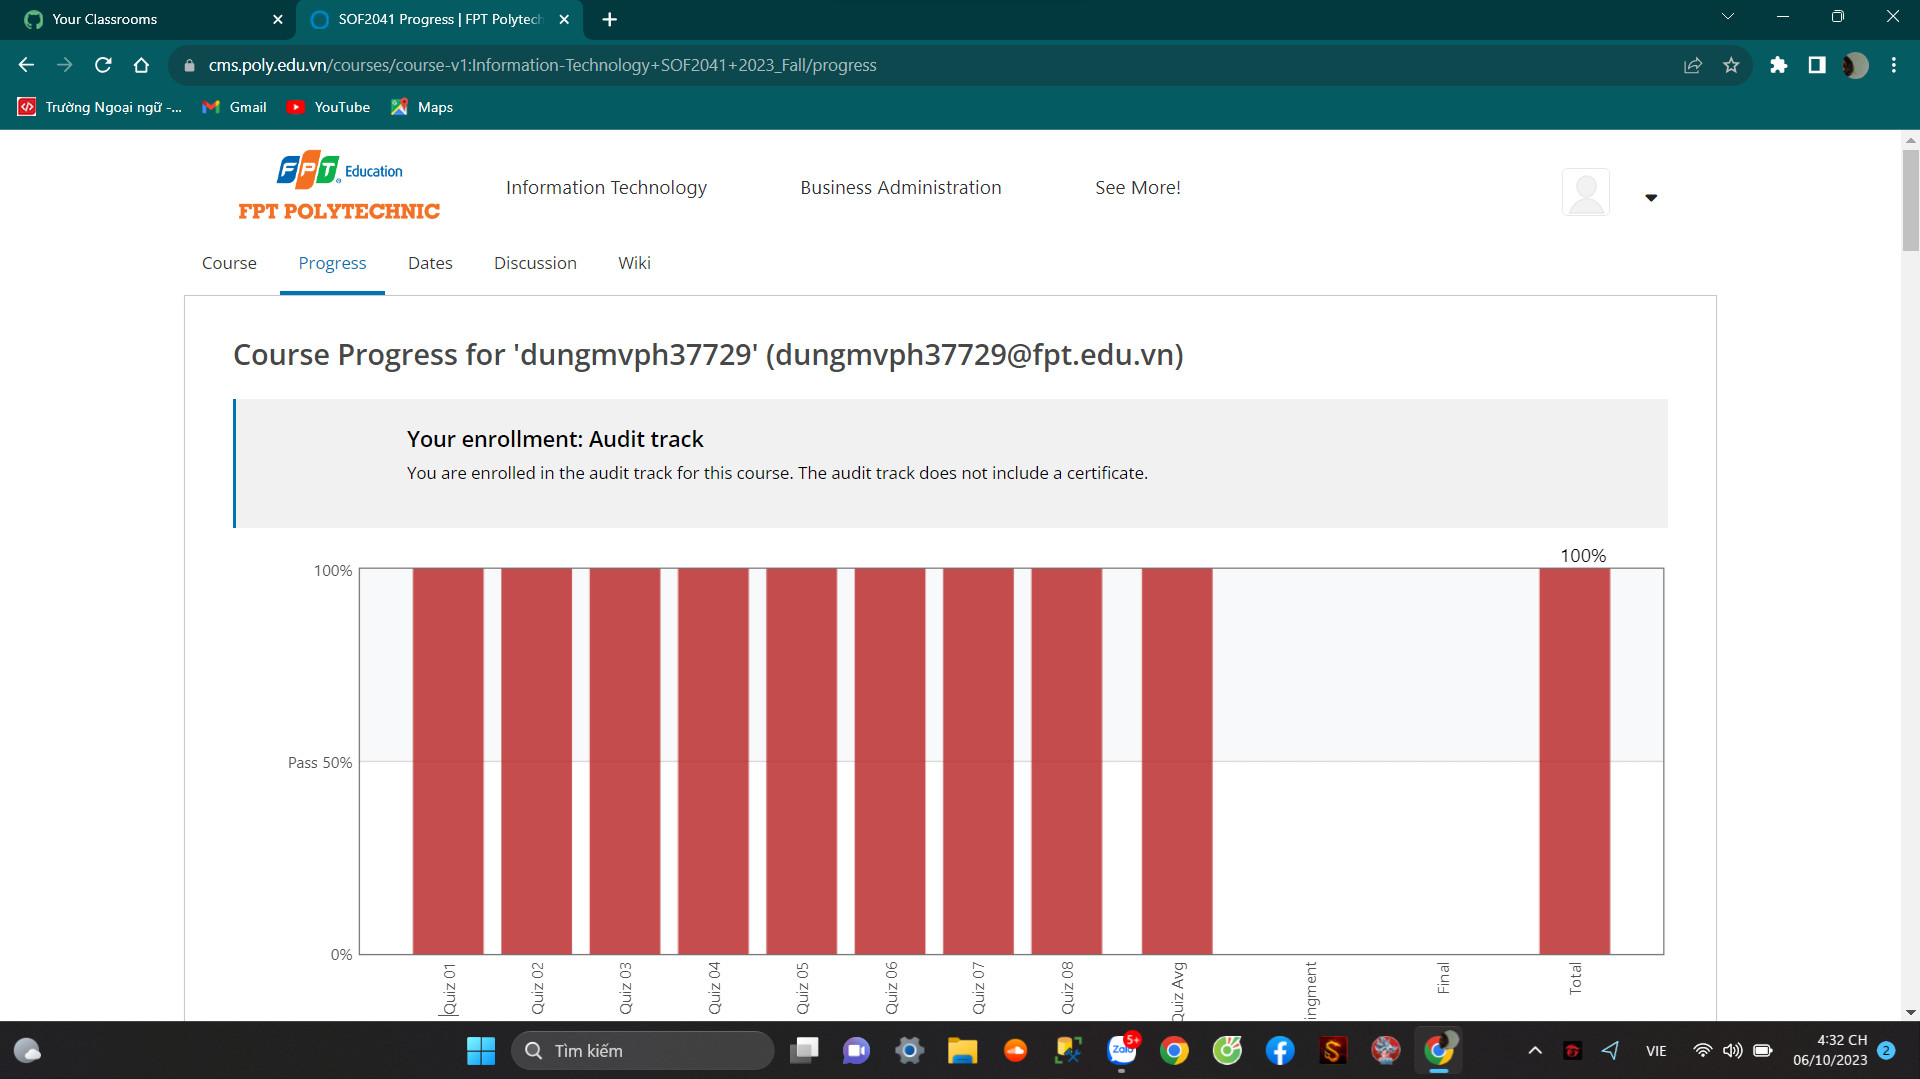 Your Classrooms
SOF2041 Progress | FPT Polytech
cms.poly.edu.vn/courses/course-v1:Information-Technology+SOF2041+2023_Fall/progress
Trường Ngoại ngữ -...
Gmail
YouTube
Maps
FPT Education
FPT POLYTECHNIC
Information Technology
Business Administration
See More!
Course
Progress
Dates
Discussion
Wiki
Course Progress for 'dungmvph37729' (dungmvph37729@fpt.edu.vn)
Your enrollment: Audit track
You are enrolled in the audit track for this course. The audit track does not include a certificate.
100%
100%
Pass 50%
0%
Quiz 01
Quiz 02
Quiz 03
Quiz 04
Quiz 05
Quiz 06
Quiz 07
Quiz 08
Quiz Avg
ingment
Final
Total
Tìm kiếm
Zalo
5+
VIE
4:32 CH
06/10/2023
2